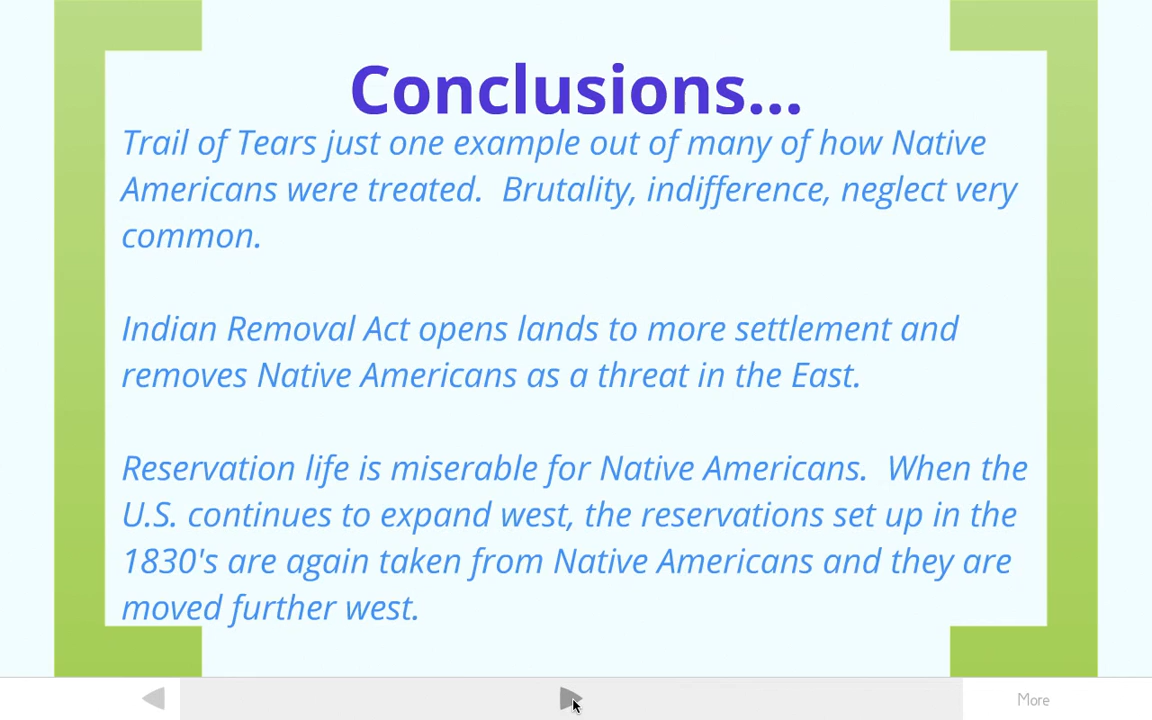 Conclusions...
Trail of Tears just one example out of many of how Native
Americans were treated.  Brutality, indifference, neglect very
common.
Indian Removal Act opens lands to more settlement and
removes Native Americans as a threat in the East.
Reservation life is miserable for Native Americans.  When the
U.S. continues to expand west, the reservations set up in the
1830's are again taken from Native Americans and they are
moved further west.
More